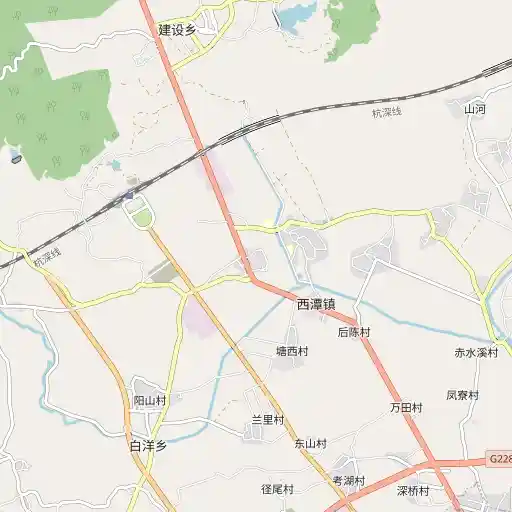 建设乡
杭深线
山河
杭深线
西潭镇
后陈村
塘西村
赤水溪村
阳山村
凤寮村
万田村
兰里村
白洋乡
东山村
G228
考湖村
径尾村
深桥村